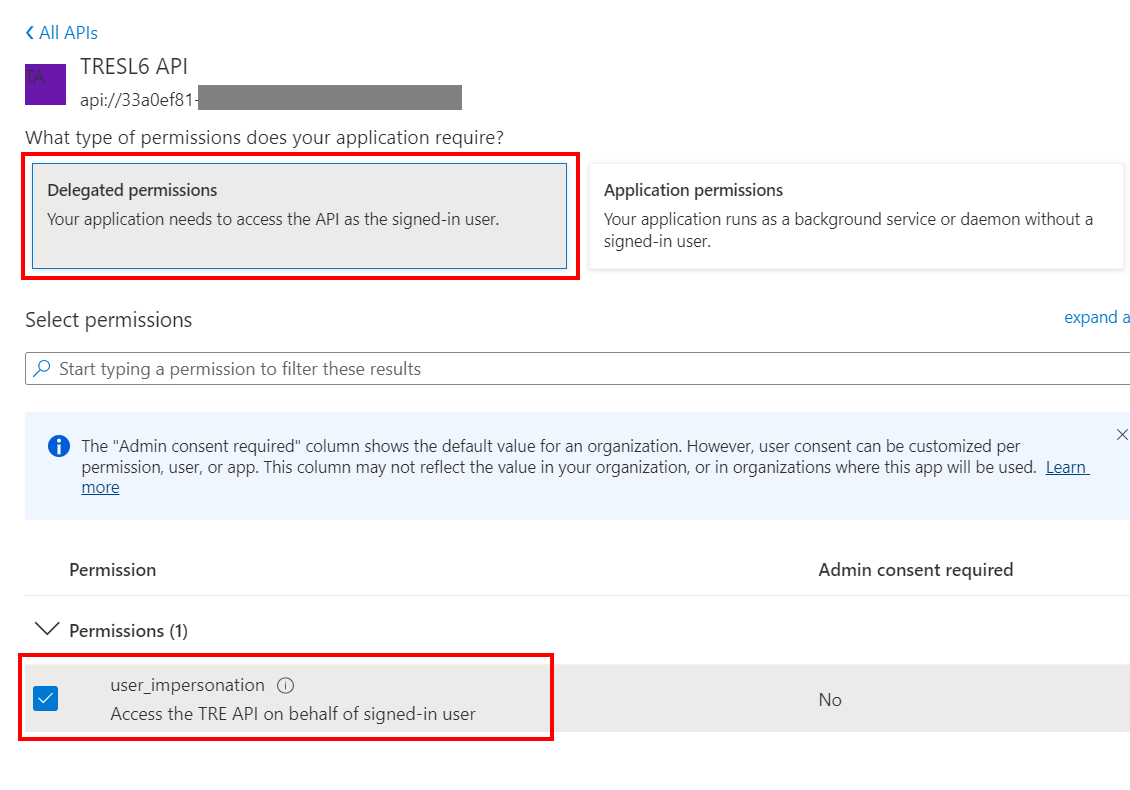 All APIs
TA
TRESL6 API
api://33a0ef81-
What type of permissions does your application require?
Delegated permissions
Your application needs to access the API as the signed-in user.
Application permissions
Your application runs as a background service or daemon without a
signed-in user.
Select permissions
expand a
Start typing a permission to filter these results
The "Admin consent required" column shows the default value for an organization. However, user consent can be customized per
permission, user, or app. This column may not reflect the value in your organization, or in organizations where this app will be used. Learn
more
Permission
Admin consent required
Permissions (1)
user_impersonation
Access the TRE API on behalf of signed-in user
No